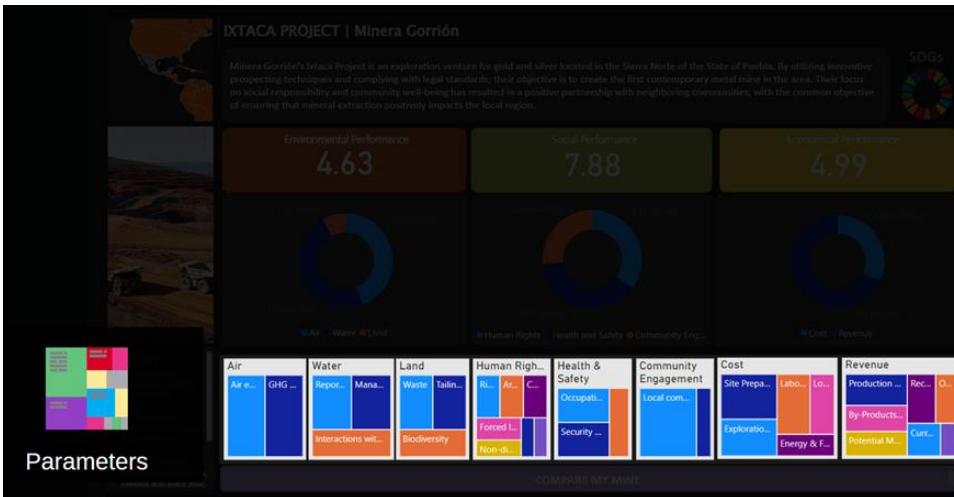 IXTACA PROJECT | Minera Gorrión
Minera Gorrión's Ixtaca Project is an exploration venture for gold and silver located in the Sierra Norte of the State of Puebla. By utilizing innovative
prospecting techniques and complying with legal standards, their objective is to create the first contemporary metal mine in the area. Their focus
on social responsibility and community well-being has resulted in a positive partnership with neighboring communities, with the common objective
of ensuring that mineral extraction positively impacts the local region.
SDGs
Environmental Performance
4.63
Social Performance
7.88
Economical Performance
4.99
Air Water Land
Human Rights Health and Safety Community Eng...
Cost Revenue
Air
Air e...
GHG ...
Water
Repor...
Mana...
Interactions wit...
Land
Waste
Tailin...
Biodiversity
Human Righ...
Ri...
Ar...
C...
Forced l...
Non-di...
Health &
Safety
Occupati...
Security ...
Community
Engagement
Local com...
Cost
Site Prepa...
Labo...
Lo...
Exploratio...
Energy & F...
Revenue
Production ...
Rec...
O...
By-Products...
Potential M...
Curr...
Parameters
COMPARE MY MINE